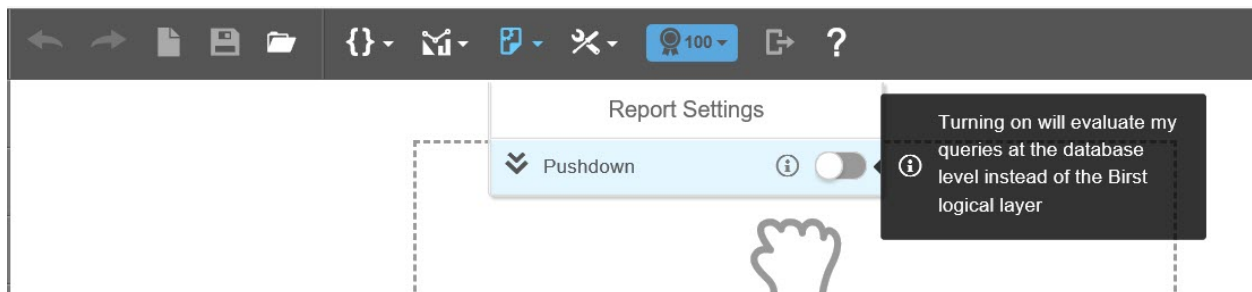 100
?
Report Settings
Pushdown
Turning on will evaluate my
queries at the database
level instead of the Birst
logical layer